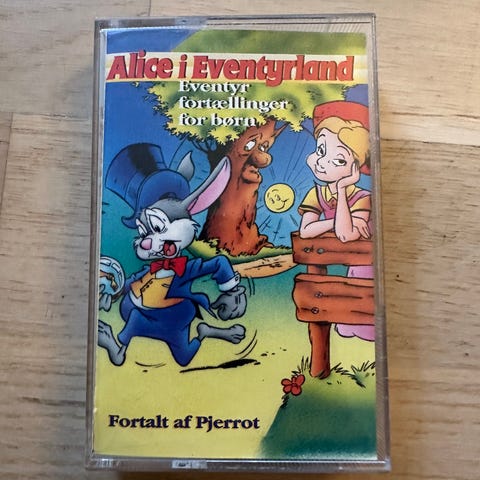 Alice i Eventyrland
Eventyr
fortællinger
for børn
Fortalt af Pjerrot